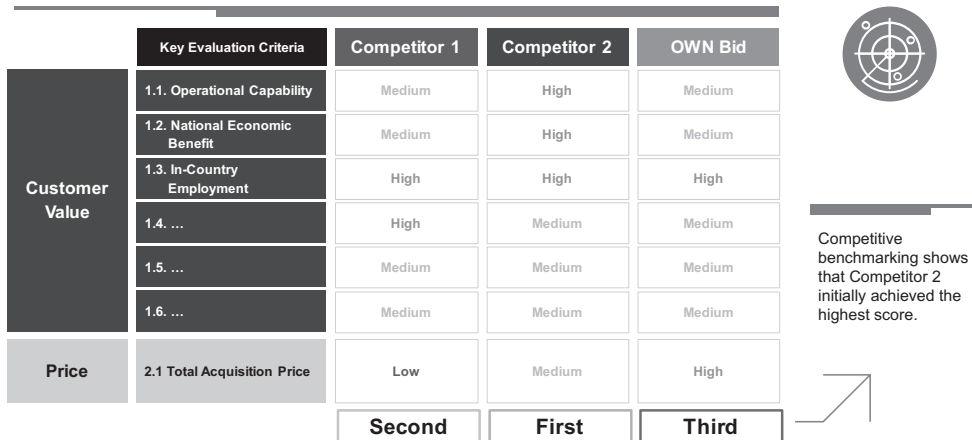 Key Evaluation Criteria Competitor 1 Competitor 2 OWN Bid
Customer
Value
1.1. Operational Capability Medium High Medium
1.2. National Economic
Benefit Medium High Medium
1.3. In-Country
Employment High High High
1.4. … High Medium Medium
1.5. … Medium Medium Medium
1.6. … Medium Medium Medium
Price 2.1 Total Acquisition Price Low Medium High
Second First Third
Competitive
benchmarking shows
that Competitor 2
initially achieved the
highest score.